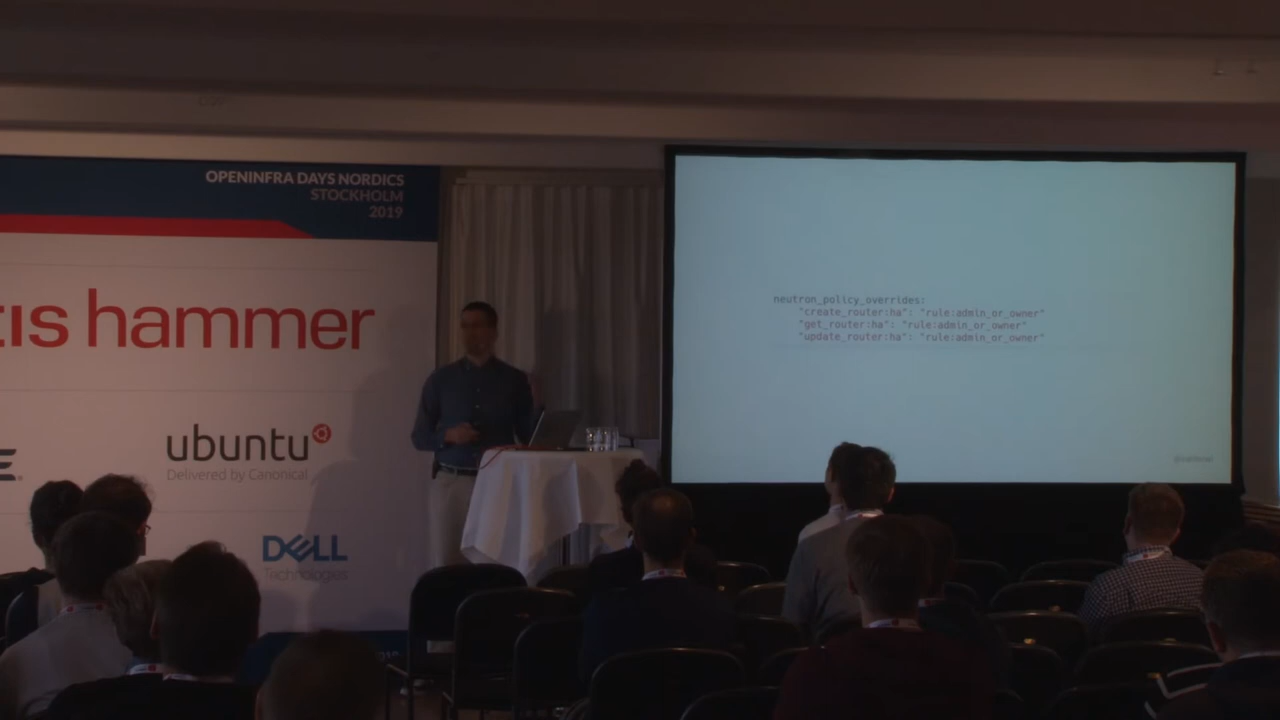 OPENINFRA DAYS NORDICS
STOCKHOLM
2019
tis hammer
ubuntu
Delivered by Canonical
E
DELL
Technologies
neutron_policy_overrides:
"create_router:ha": "rule:admin_or_owner"
"get_router:ha": "rule:admin_or_owner"
"update_router:ha": "rule:admin_or_owner"